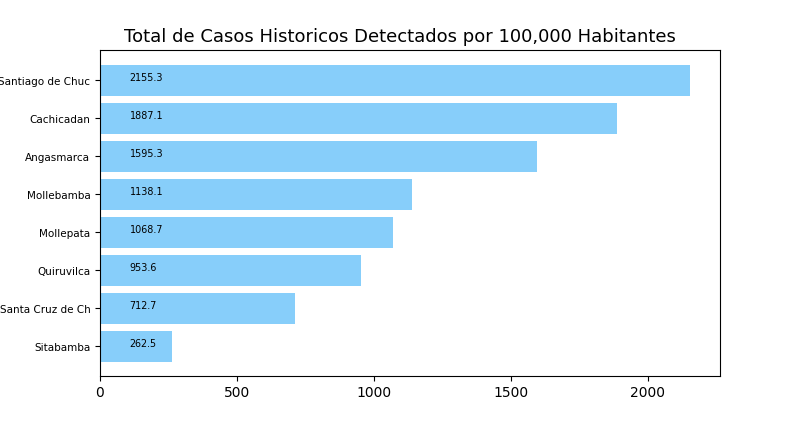 Total de Casos Historicos Detectados por 100,000 Habitantes
Santiago de Chuc 2155.3
Cachicadan 1887.1
Angasmarca 1595.3
Mollebamba 1138.1
Mollepata 1068.7
Quiruvilca 953.6
Santa Cruz de Ch 712.7
Sitabamba 262.5
0 500 1000 1500 2000